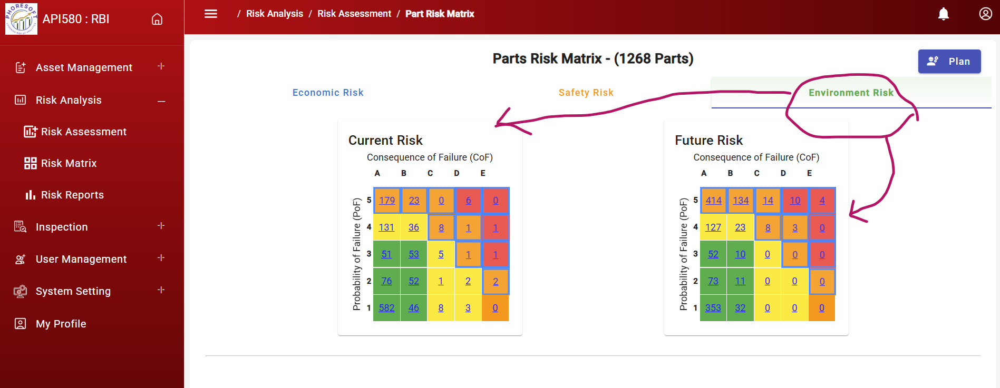 PHORESOFT
LOWERING RISK BY ANALYTICS
API580 : RBI
/ Risk Analysis / Risk Assessment / Part Risk Matrix
Asset Management
Risk Analysis
Risk Assessment
Risk Matrix
Risk Reports
Inspection
User Management
System Setting
My Profile
Parts Risk Matrix - (1268 Parts)
Plan
Economic Risk
Safety Risk
Environment Risk
Current Risk
Consequence of Failure (CoF)
A B C D E
Probability of Failure (PoF)
5 179 23 0 6 0
4 131 36 8 1 1
3 51 53 5 1 1
2 76 52 1 2 2
1 582 46 8 3 0
Future Risk
Consequence of Failure (CoF)
A B C D E
Probability of Failure (PoF)
5 414 134 14 10 4
4 127 23 8 3 0
3 52 10 0 0 0
2 73 11 0 0 0
1 353 32 0 0 0